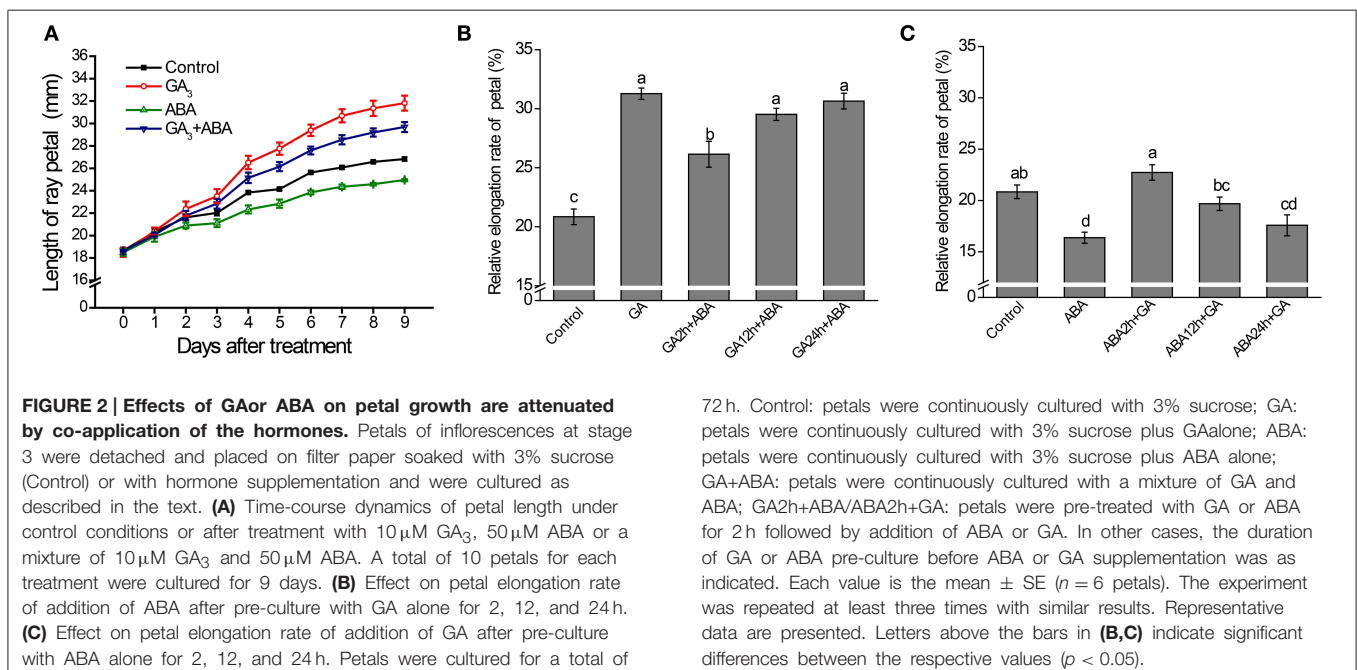 A
36
34
32
30
28
26
24
22
20
18
16
0
Length of ray petal (mm)
Control
GA3
ABA
GA3+ABA
0 1 2 3 4 5 6 7 8 9
Days after treatment
B
35
30
25
20
15
0
Relative elongation rate of petal (%)
c
a
b
a
a
Control
GA
GA2h+ABA
GA12h+ABA
GA24h+ABA
C
35
30
25
20
15
0
Relative elongation rate of petal (%)
ab
d
a
bc
cd
Control
ABA
ABA2h+GA
ABA12h+GA
ABA24h+GA
FIGURE 2 | Effects of GAor ABA on petal growth are attenuated
by co-application of the hormones. Petals of inflorescences at stage
3 were detached and placed on filter paper soaked with 3% sucrose
(Control) or with hormone supplementation and were cultured as
described in the text. (A) Time-course dynamics of petal length under
control conditions or after treatment with 10 µM GA3, 50 µM ABA or a
mixture of 10 µM GA3 and 50 µM ABA. A total of 10 petals for each
treatment were cultured for 9 days. (B) Effect on petal elongation rate
of addition of ABA after pre-culture with GA alone for 2, 12, and 24 h.
(C) Effect on petal elongation rate of addition of GA after pre-culture
with ABA alone for 2, 12, and 24 h. Petals were cultured for a total of
72 h. Control: petals were continuously cultured with 3% sucrose; GA:
petals were continuously cultured with 3% sucrose plus GAalone; ABA:
petals were continuously cultured with 3% sucrose plus ABA alone;
GA+ABA: petals were continuously cultured with a mixture of GA and
ABA; GA2h+ABA/ABA2h+GA: petals were pre-treated with GA or ABA
for 2 h followed by addition of ABA or GA. In other cases, the duration
of GA or ABA pre-culture before ABA or GA supplementation was as
indicated. Each value is the mean ± SE (n = 6 petals). The experiment
was repeated at least three times with similar results. Representative
data are presented. Letters above the bars in (B,C) indicate significant
differences between the respective values (p < 0.05).